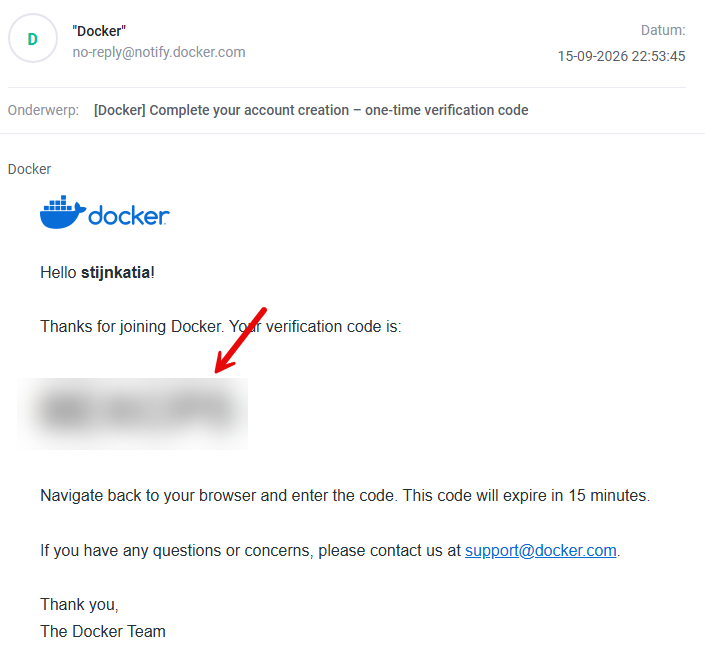 D
"Docker"
no-reply@notify.docker.com
Datum:
15-09-2026 22:53:45
Onderwerp: [Docker] Complete your account creation – one-time verification code
Docker
docker
Hello stijnkatia!
Thanks for joining Docker. Your verification code is:
Navigate back to your browser and enter the code. This code will expire in 15 minutes.
If you have any questions or concerns, please contact us at support@docker.com.
Thank you,
The Docker Team